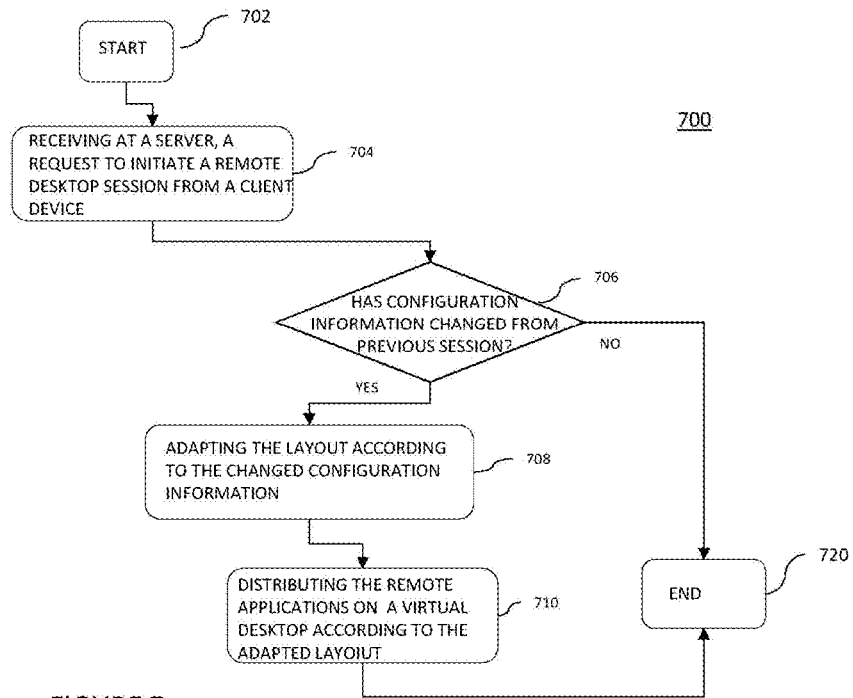 702
START
700
RECEIVING AT A SERVER, A
REQUEST TO INITIATE A REMOTE
DESKTOP SESSION FROM A CLIENT
DEVICE
704
706
HAS CONFIGURATION
INFORMATION CHANGED FROM
PREVIOUS SESSION?
NO
YES
ADAPTING THE LAYOUT ACCORDING
TO THE CHANGED CONFIGURATION
INFORMATION
708
DISTRIBUTING THE REMOTE
APPLICATIONS ON A VIRTUAL
DESKTOP ACCORDING TO THE
ADAPTED LAYOIUT
710
END
720